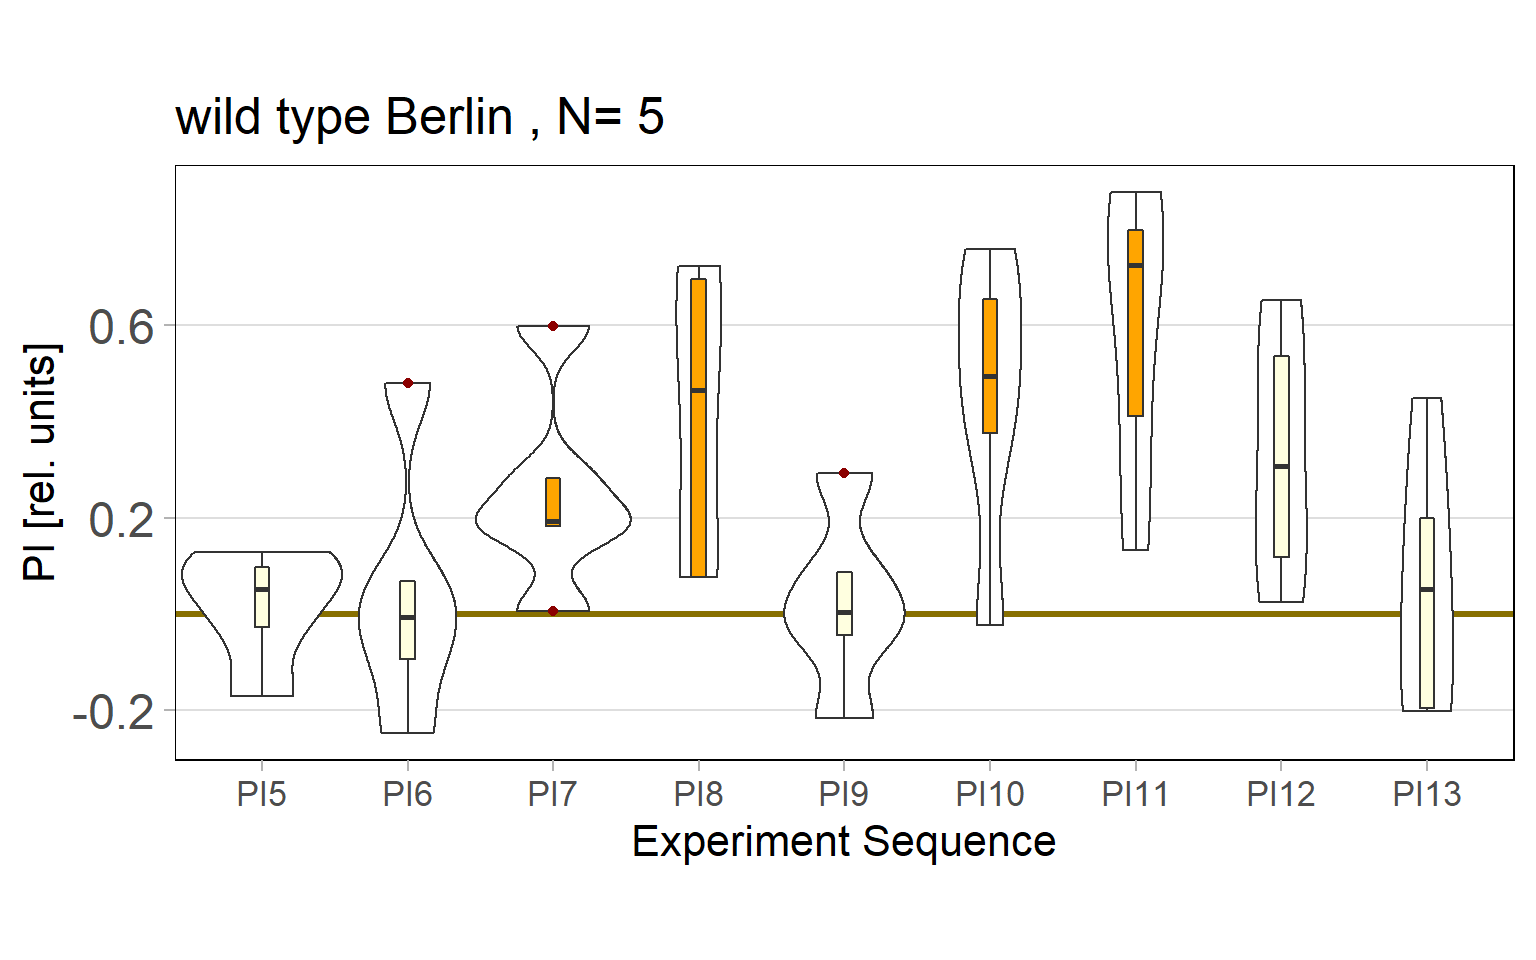 wild type Berlin , N= 5
PI [rel. units]
0.6
0.2
-0.2
PI5 PI6 PI7 PI8 PI9 PI10 PI11 PI12 PI13
Experiment Sequence